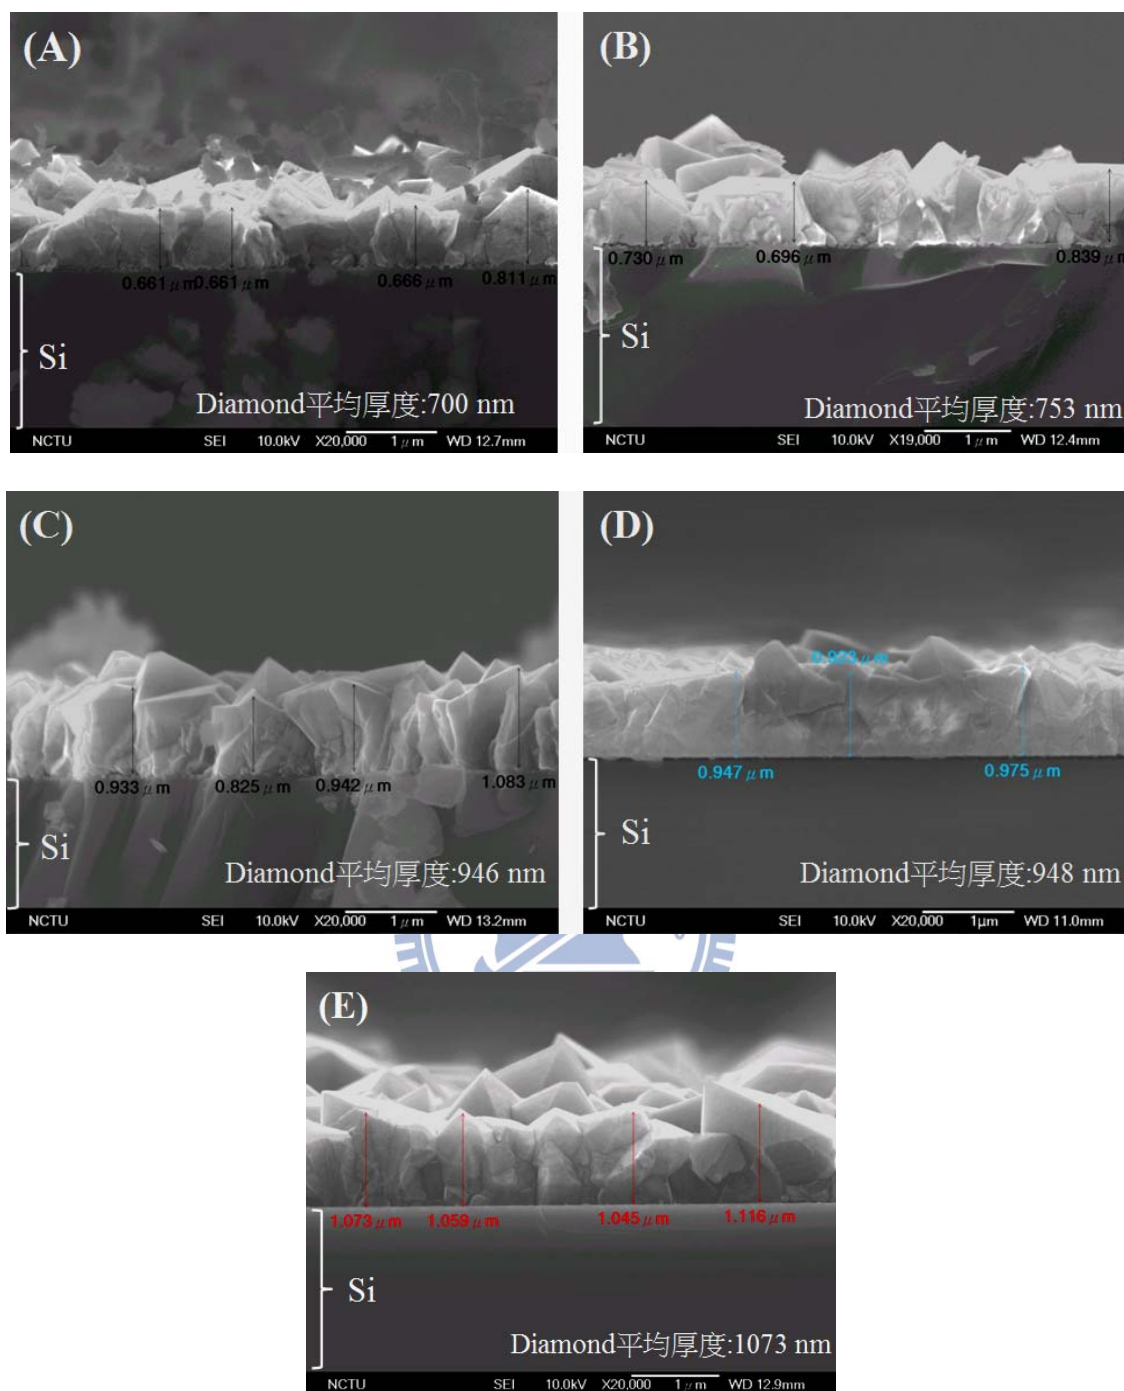 (A)
0.661 μm 0.661 μm 0.666 μm 0.811 μm
Si
Diamond平均厚度:700 nm
NCTU SEI 10.0kV X20,000 1 μm WD 12.7mm
(B)
0.730 μm 0.696 μm 0.839 μm
Si
Diamond平均厚度:753 nm
NCTU SEI 10.0kV X19,000 1 μm WD 12.4mm
(C)
0.933 μm 0.825 μm 0.942 μm 1.083 μm
Si
Diamond平均厚度:946 nm
NCTU SEI 10.0kV X20,000 1 μm WD 13.2mm
(D)
0.923 μm
0.947 μm 0.975 μm
Si
Diamond平均厚度:948 nm
NCTU SEI 10.0kV X20,000 1μm WD 11.0mm
(E)
1.073 μm 1.059 μm 1.045 μm 1.116 μm
Si
Diamond平均厚度:1073 nm
NCTU SEI 10.0kV X20,000 1 μm WD 12.9mm